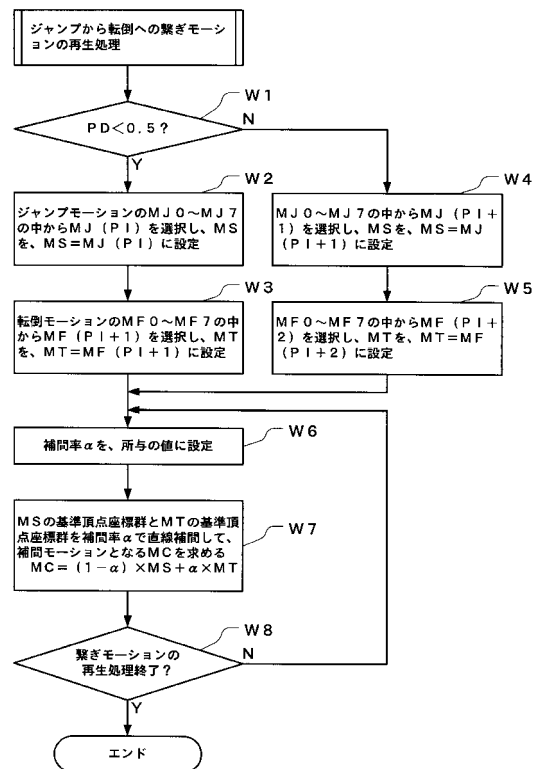 ジャンプから転倒への繋ぎモーシ
ョンの再生処理
W1
PD<0.5?
N
Y
W2
ジャンプモーションのMJ0~MJ7
の中からMJ(PI)を選択し、MS
を、MS=MJ(PI)に設定
W4
MJ0~MJ7の中からMJ(PI+
1)を選択し、MSを、MS=MJ
(PI+1)に設定
W3
転倒モーションのMF0~MF7の中
からMF(PI+1)を選択し、MT
を、MT=MF(PI+1)に設定
W5
MF0~MF7の中からMF(PI+
2)を選択し、MTを、MT=MF
(PI+2)に設定
W6
補間率αを、所与の値に設定
W7
MSの基準頂点座標群とMTの基準頂
点座標群を補間率αで直線補間して、
補間モーションとなるMCを求める
MC=(1-α)×MS+α×MT
W8
繋ぎモーションの
再生処理終了?
N
Y
エンド